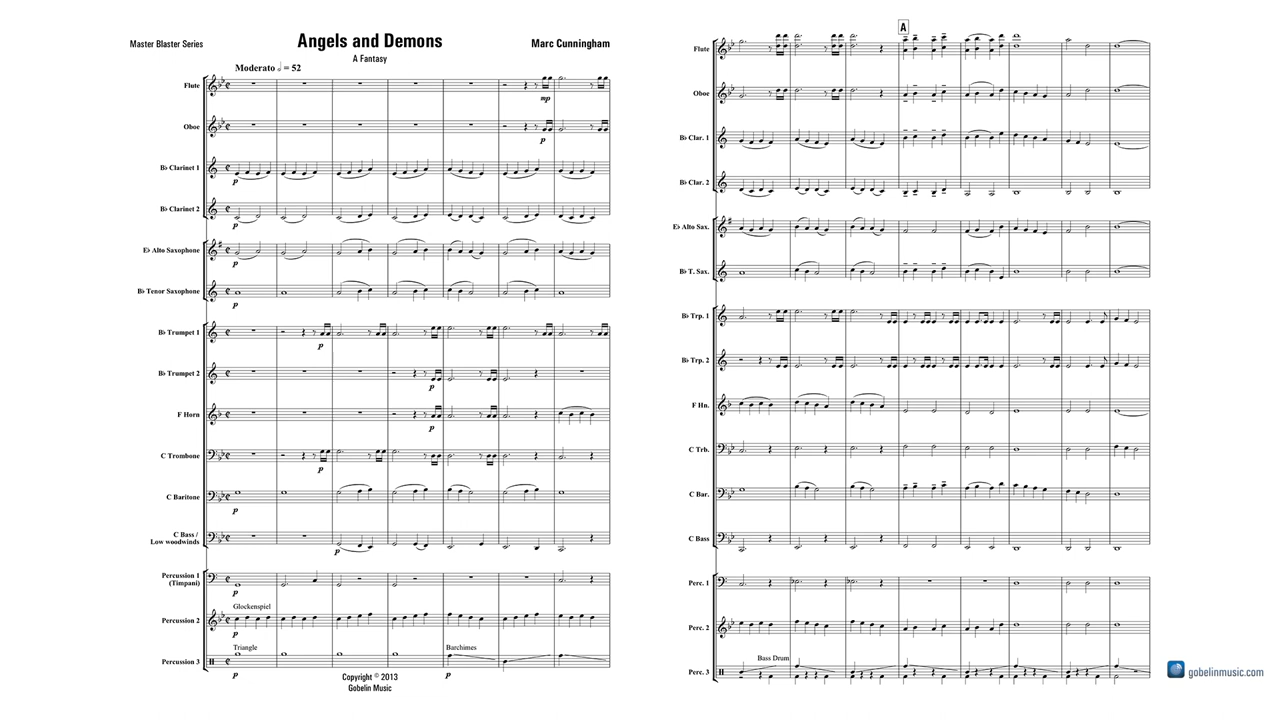 Master Blaster Series
Angels and Demons
A Fantasy
Marc Cunningham
Moderato 𝅗𝅥 = 52
Flute
mp
Oboe
p
B♭ Clarinet 1
p
B♭ Clarinet 2
p
E♭ Alto Saxophone
p
B♭ Tenor Saxophone
p
B♭ Trumpet 1
p
B♭ Trumpet 2
p
F Horn
p
C Trombone
p
C Baritone
p
C Bass /
Low woodwinds
p
Percussion 1
(Timpani)
p
Glockenspiel
Percussion 2
p
Triangle
Barchimes
Percussion 3
p
p
Copyright © 2013
Gobelin Music
A
Flute
Oboe
B♭ Clar. 1
B♭ Clar. 2
E♭ Alto Sax.
B♭ T. Sax.
B♭ Trp. 1
B♭ Trp. 2
F Hn.
C Trb.
C Bar.
C Bass
Perc. 1
Perc. 2
Bass Drum
Perc. 3
gobelinmusic.com